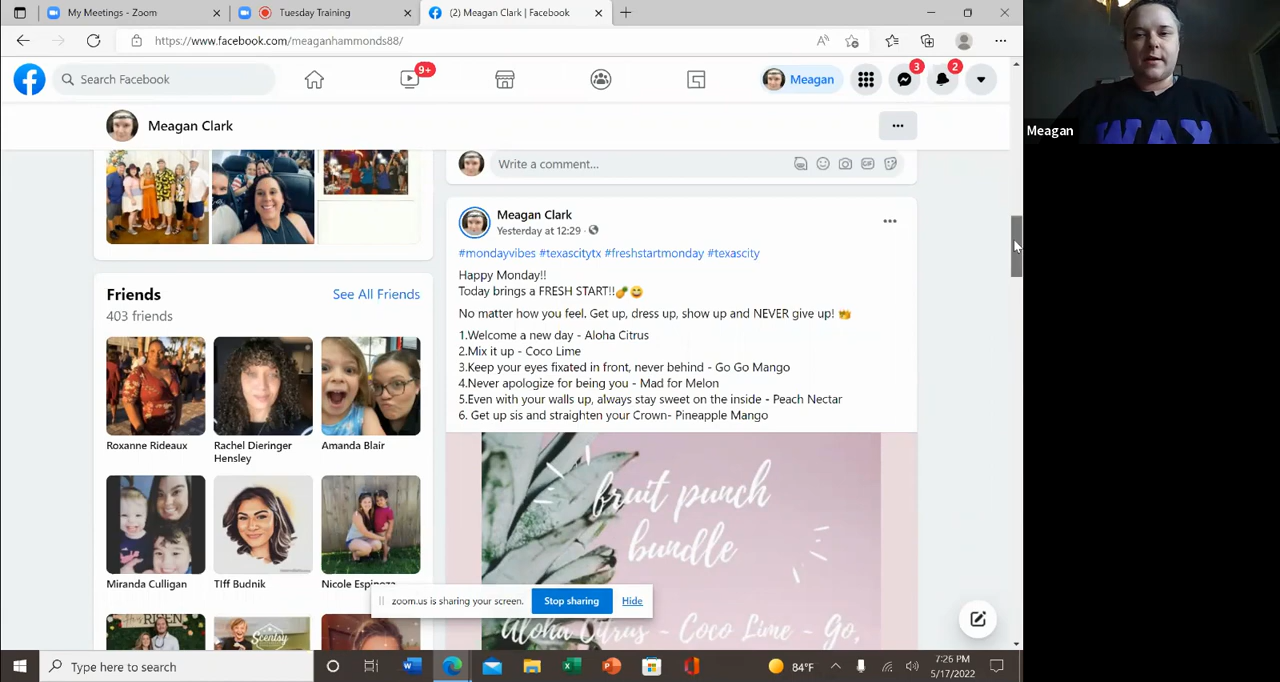 My Meetings - Zoom
Tuesday Training
(2) Meagan Clark | Facebook
https://www.facebook.com/meaganhammonds88/
Search Facebook
9+
Meagan
3
2
Meagan Clark
Write a comment...
Meagan Clark
Yesterday at 12:29
#mondayvibes #texascitytx #freshstartmonday #texascity
Happy Monday!!
Today brings a FRESH START!!🍍😄
No matter how you feel. Get up, dress up, show up and NEVER give up! 👑
1.Welcome a new day - Aloha Citrus
2.Mix it up - Coco Lime
3.Keep your eyes fixated in front, never behind - Go Go Mango
4.Never apologize for being you - Mad for Melon
5.Even with your walls up, always stay sweet on the inside - Peach Nectar
6. Get up sis and straighten your Crown- Pineapple Mango
fruit punch
bundle
Aloha Citrus - Coco Lime - Go,
Friends
See All Friends
403 friends
Roxanne Rideaux
Rachel Dieringer
Hensley
Amanda Blair
Miranda Culligan
TIff Budnik
Nicole Espinoza
RISEN
Scentsy
zoom.us is sharing your screen.
Stop sharing
Hide
Type here to search
84°F
7:26 PM
5/17/2022
Meagan
WAX